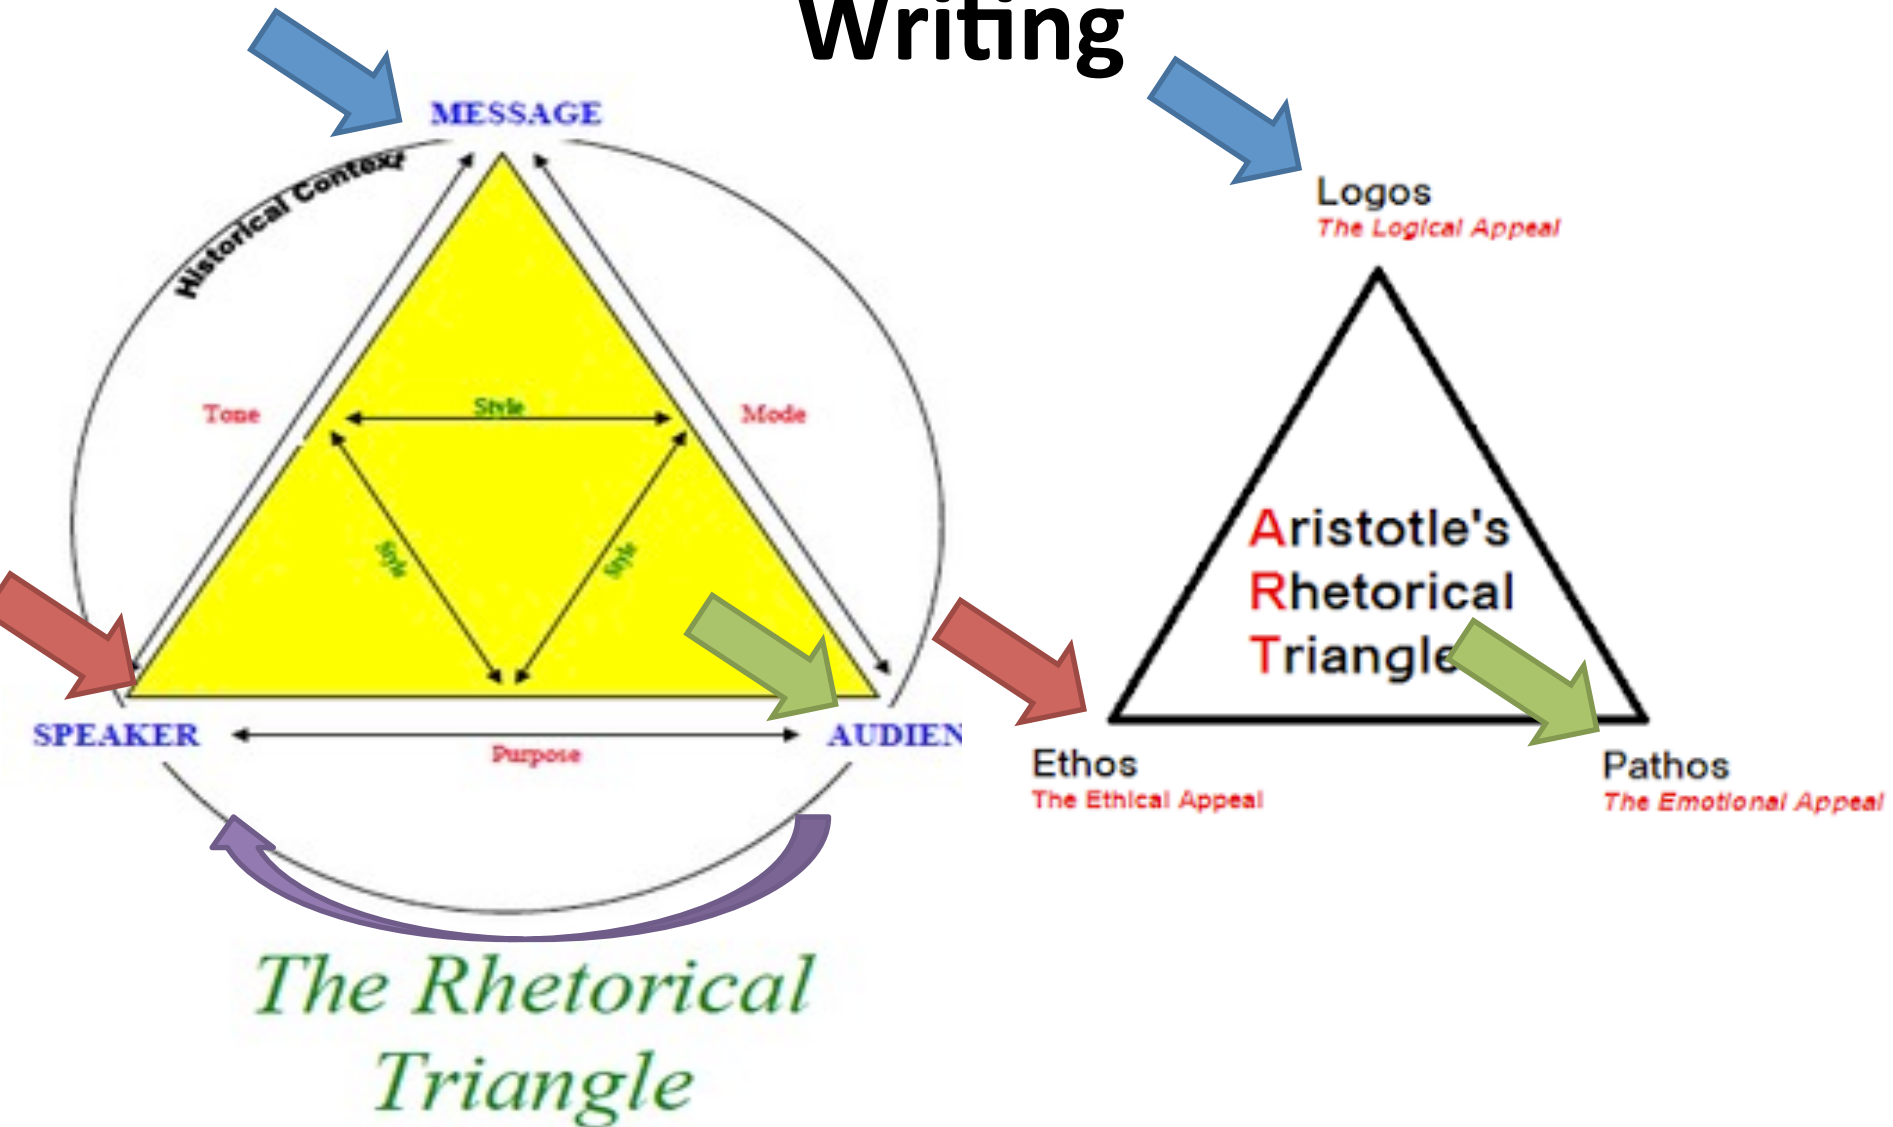 Writing
MESSAGE
Historical Context
Tone
Style
Mode
Style
Style
SPEAKER
AUDIEN
Purpose
The Rhetorical
Triangle
Logos
The Logical Appeal
Aristotle's
Rhetorical
Triangle
Ethos
The Ethical Appeal
Pathos
The Emotional Appeal